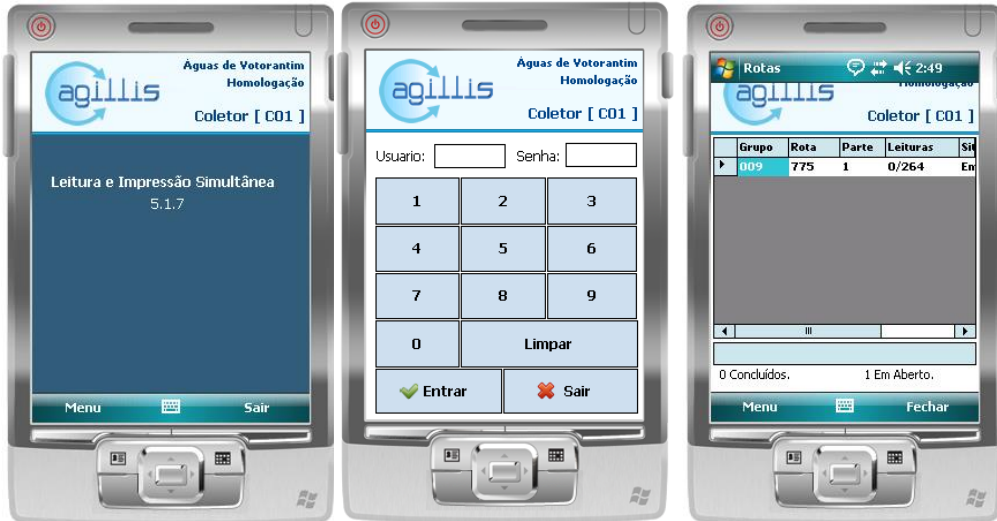 Águas de Votorantim
Homologação
agillis
Coletor [ C01 ]
Leitura e Impressão Simultânea
5.1.7
Menu
Sair
Águas de Votorantim
Homologação
agillis
Coletor [ C01 ]
Usuario:
Senha:
1 2 3
4 5 6
7 8 9
0 Limpar
Entrar Sair
Rotas 2:49
Homologação
agillis
Coletor [ C01 ]
Grupo Rota Parte Leituras
009 775 1 0/264
0 Concluídos. 1 Em Aberto.
Menu Fechar